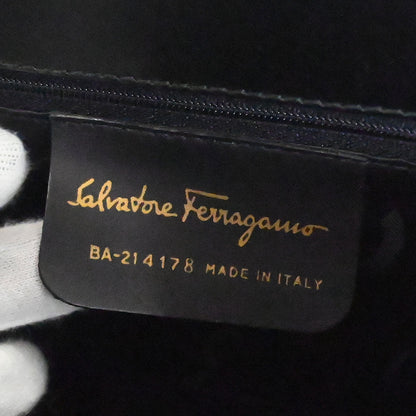 Salvatore Ferragamo
BA-214178 MADE IN ITALY